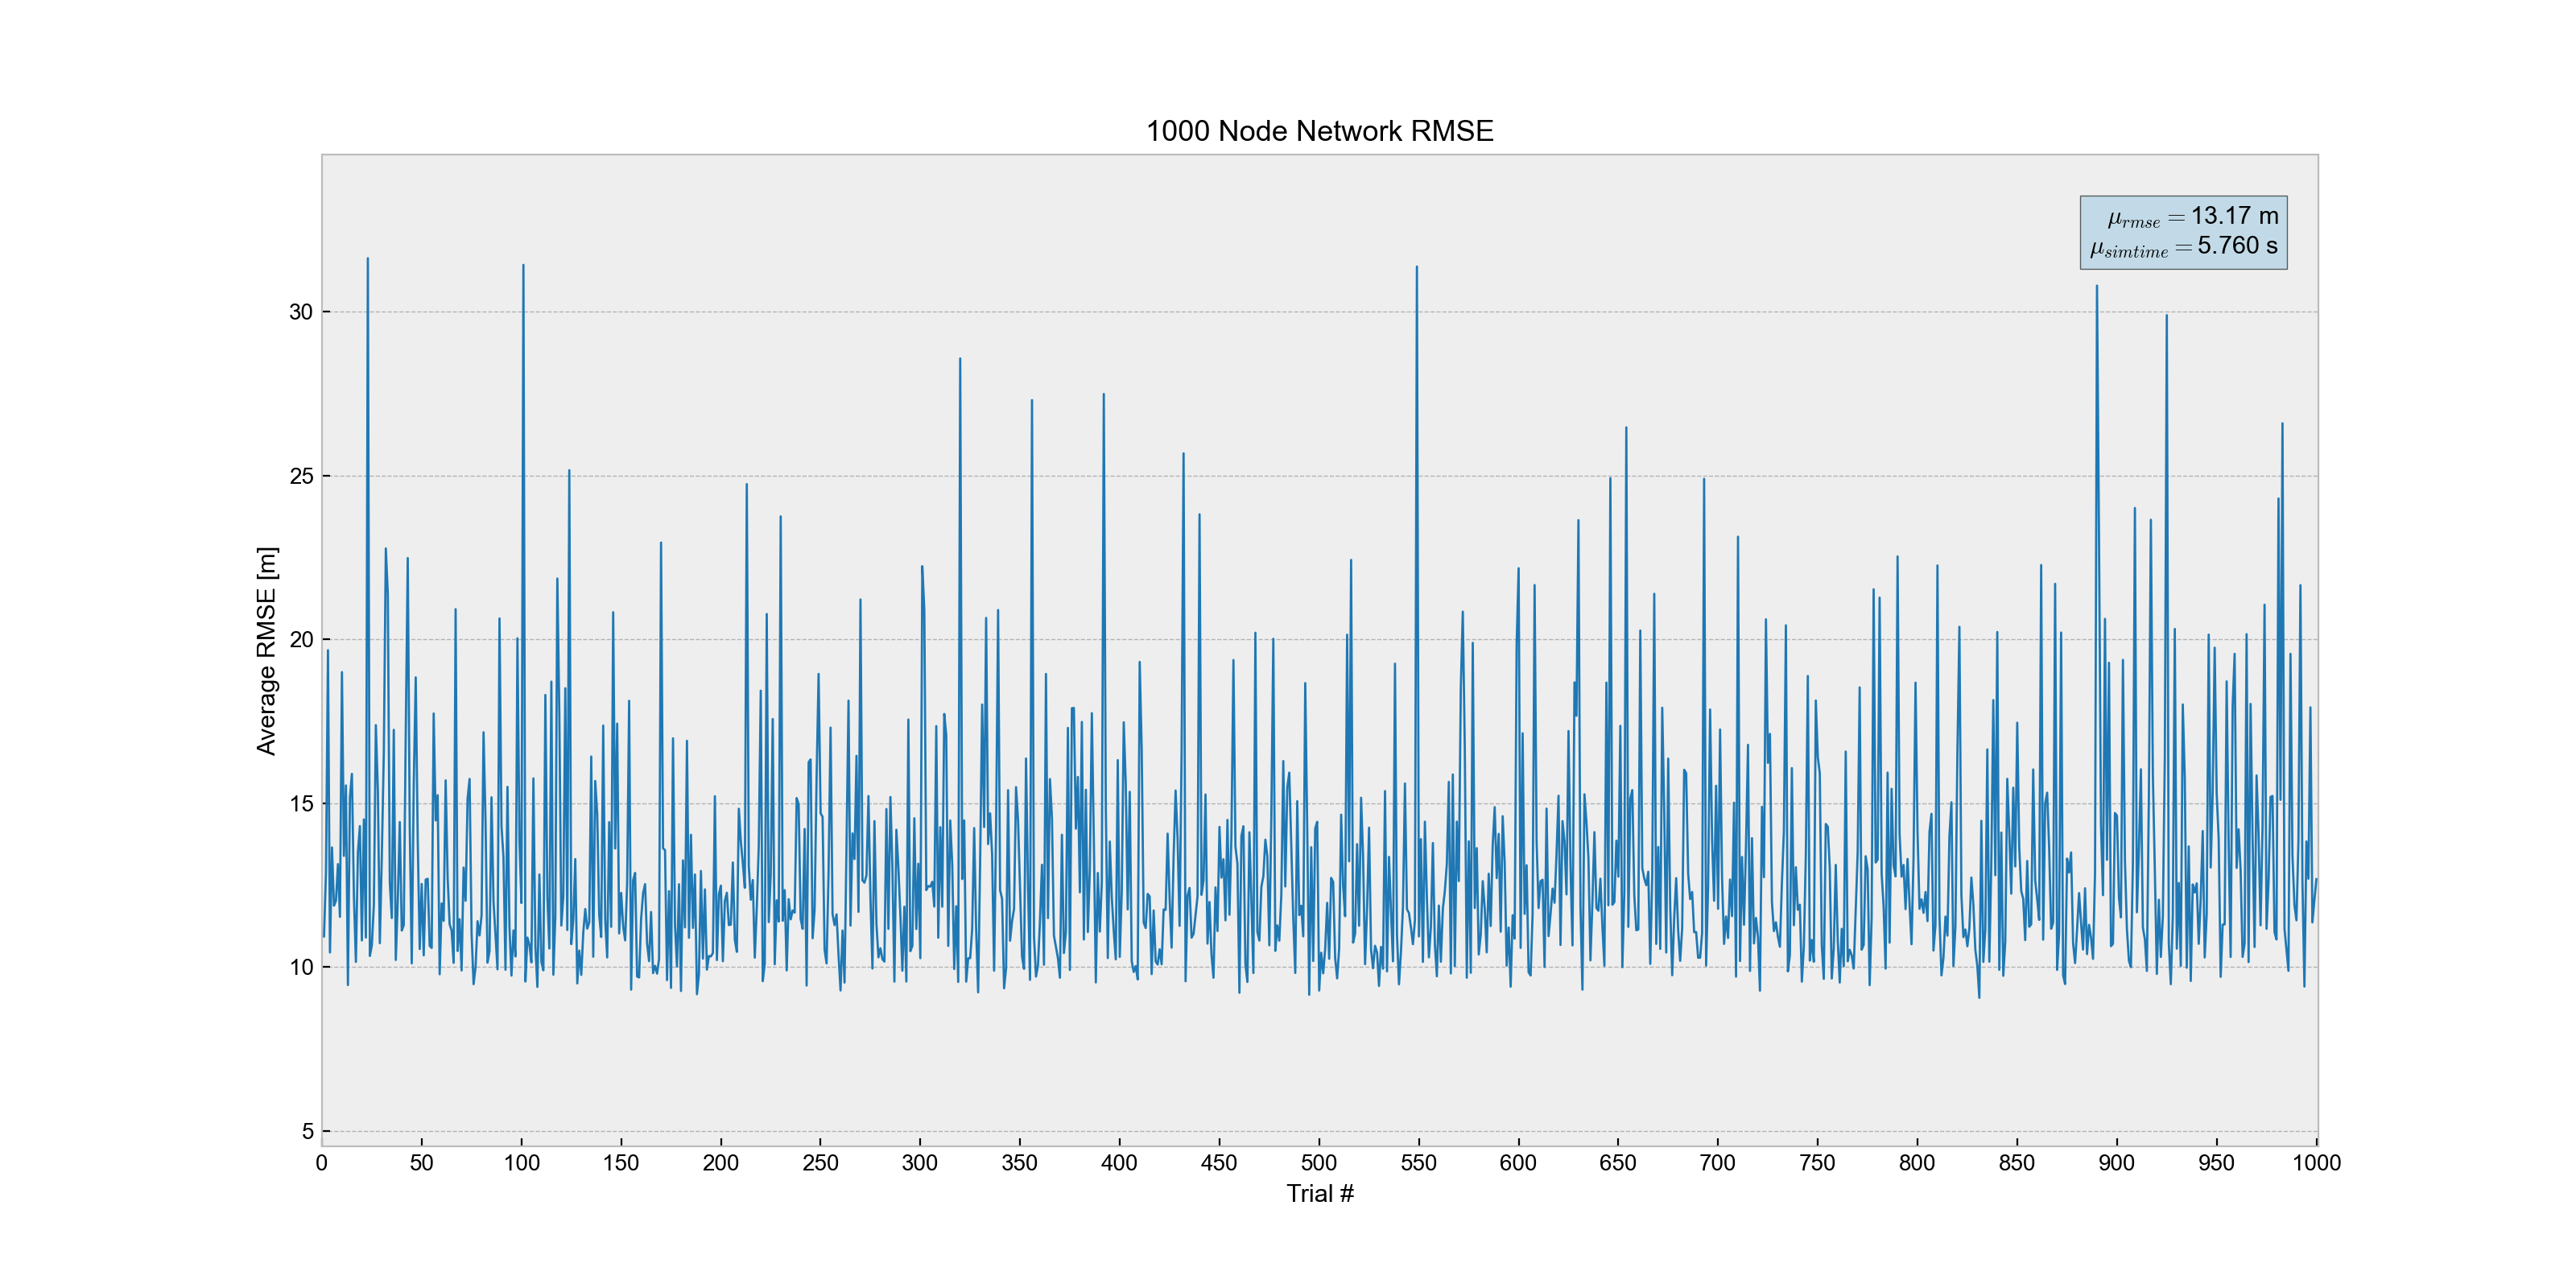 1000 Node Network RMSE
μrmse = 13.17 m
μsimtime = 5.760 s
Average RMSE [m]
30
25
20
15
10
5
0 50 100 150 200 250 300 350 400 450 500 550 600 650 700 750 800 850 900 950 1000
Trial #